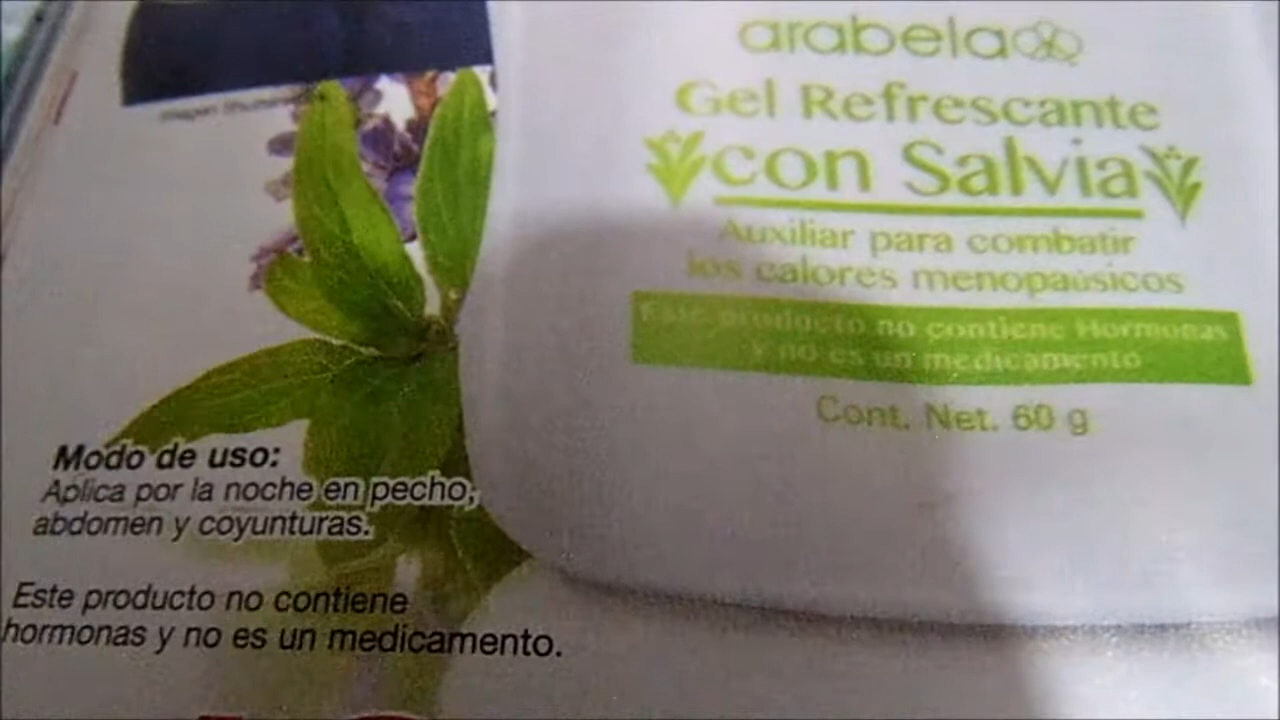 arabela
Gel Refrescante
con Salvia
Auxiliar para combatir
los calores menopausicos
Este producto no contiene Hormonas
Y no es un medicamento
Cont. Net. 60 g
Modo de uso:
Aplica por la noche en pecho,
abdomen y coyunturas.
Este producto no contiene
hormonas y no es un medicamento.